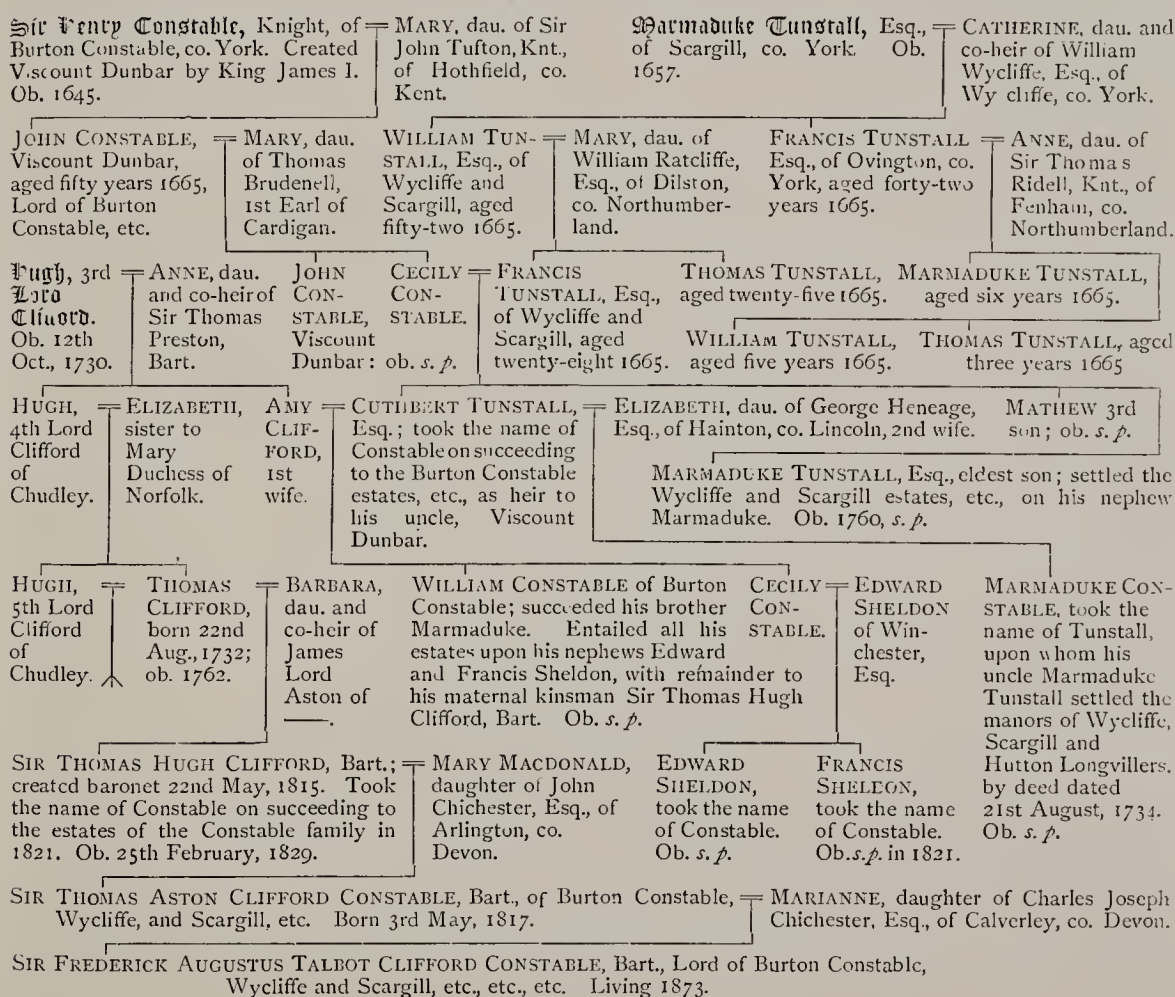 Sir Henry Constable, Knight, of
Burton Constable, co. York. Created
Viscount Dunbar by King James I.
Ob. 1645.
MARY, dau. of Sir
John Tufton, Knt.,
of Hothfield, co.
Kent.
Marmaduke Tunstall, Esq.,
of Scargill, co. York Ob.
1657.
CATHERINE, dau. and
co-heir of William
Wycliffe, Esq., of
Wy cliffe, co. York.
JOHN CONSTABLE,
Viscount Dunbar,
aged fifty years 1665,
Lord of Burton
Constable, etc.
MARY, dau.
of Thomas
Brudenell,
1st Earl of
Cardigan.
WILLIAM TUN-
STALL, Esq., of
Wycliffe and
Scargill, aged
fifty-two 1665.
MARY, dau. of
William Ratcliffe,
Esq., of Dilston,
co. Northumber-
land.
FRANCIS TUNSTALL
Esq., of Ovington, co.
York, aged forty-two
years 1665.
ANNE, dau. of
Sir Thomas
Ridell, Knt., of
Fenham, co.
Northumberland.
Hugh, 3rd
Lord
Clifford.
Ob. 12th
Oct., 1730.
ANNE, dau.
and co-heir of
Sir Thomas
Preston,
Bart.
JOHN
CON-
STABLE,
Viscount
Dunbar: ob. s. p.
CECILY
CON-
STABLE.
FRANCIS
TUNSTALL, Esq.,
of Wycliffe and
Scargill, aged
twenty-eight 1665.
THOMAS TUNSTALL,
aged twenty-five 1665.
MARMADUKE TUNSTALL,
aged six years 1665.
WILLIAM TUNSTALL,
aged five years 1665.
THOMAS TUNSTALL, aged
three years 1665
HUGH,
4th Lord
Clifford
of
Chudley.
ELIZABETH,
sister to
Mary
Duchess of
Norfolk.
AMY
CLIF-
FORD,
1st
wife.
CUTHBERT TUNSTALL,
Esq.; took the name of
Constable on succeeding
to the Burton Constable
estates, etc., as heir to
his uncle, Viscount
Dunbar.
ELIZABETH, dau. of George Heneage,
Esq., of Hainton, co. Lincoln, 2nd wife.
MATHEW 3rd
son; ob. s. p.
MARMADUKE TUNSTALL, Esq., eldest son; settled the
Wycliffe and Scargill estates, etc., on his nephew
Marmaduke. Ob. 1760, s. p.
HUGH,
5th Lord
Clifford
of
Chudley.
THOMAS
CLIFFORD,
born 22nd
Aug., 1732;
ob. 1762.
BARBARA,
dau. and
co-heir of
James
Lord
Aston of
——.
WILLIAM CONSTABLE of Burton
Constable; succeeded his brother
Marmaduke. Entailed all his
estates upon his nephews Edward
and Francis Sheldon, with remainder to
his maternal kinsman Sir Thomas Hugh
Clifford, Bart. Ob. s. p.
CECILY
CON-
STABLE.
EDWARD
SHELDON
of Win-
chester,
Esq.
MARMADUKE CON-
STABLE, took the
name of Tunstall,
upon whom his
uncle Marmaduke
Tunstall settled the
manors of Wycliffe,
Scargill and
Hutton Longvillers,
by deed dated
21st August, 1734.
Ob. s. p.
SIR THOMAS HUGH CLIFFORD, Bart.;
created baronet 22nd May, 1815. Took
the name of Constable on succeeding to
the estates of the Constable family in
1821. Ob. 25th February, 1829.
MARY MACDONALD,
daughter of John
Chichester, Esq., of
Arlington, co.
Devon.
EDWARD
SHELDON,
took the name
of Constable.
Ob. s. p.
FRANCIS
SHELDON,
took the name
of Constable.
Ob. s. p. in 1821.
SIR THOMAS ASTON CLIFFORD CONSTABLE, Bart., of Burton Constable,
Wycliffe, and Scargill, etc. Born 3rd May, 1817.
MARIANNE, daughter of Charles Joseph
Chichester, Esq., of Calverley, co. Devon.
SIR FREDERICK AUGUSTUS TALBOT CLIFFORD CONSTABLE, Bart., Lord of Burton Constable,
Wycliffe and Scargill, etc., etc., etc. Living 1873.